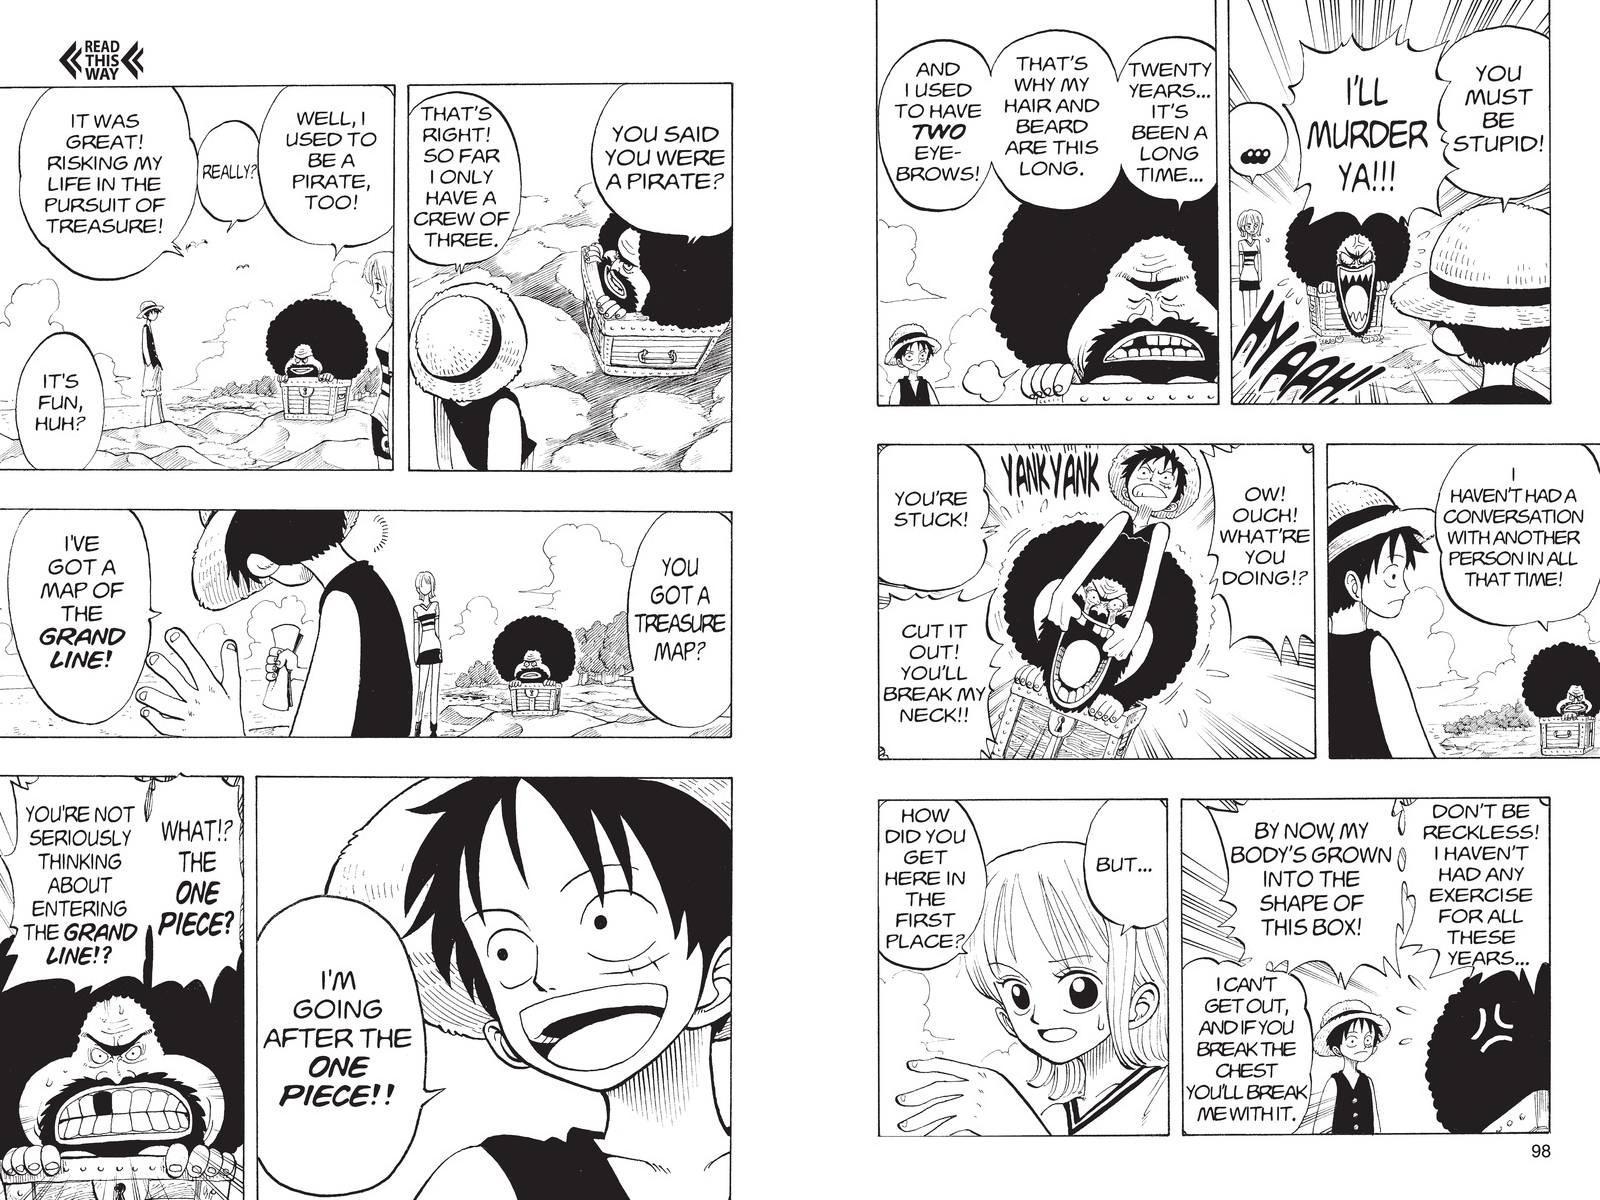 YOU
MUST
BE
STUPID!
I'LL
MURDER
YA!!!
...
HYAAH!
TWENTY
YEARS...
IT'S
BEEN A
LONG
TIME...
THAT'S
WHY MY
HAIR AND
BEARD
ARE THIS
LONG.
AND
I USED
TO HAVE
TWO
EYE-
BROWS!
I
HAVEN'T HAD A
CONVERSATION
WITH ANOTHER
PERSON IN ALL
THAT TIME!
OW!
OUCH!
WHAT'RE
YOU
DOING!?
YANK YANK
YOU'RE
STUCK!
CUT IT
OUT!
YOU'LL
BREAK MY
NECK!!
DON'T BE
RECKLESS!
I HAVEN'T
HAD ANY
EXERCISE
FOR ALL
THESE
YEARS...
BY NOW, MY
BODY'S GROWN
INTO THE
SHAPE OF
THIS BOX!
I CAN'T
GET OUT,
AND IF YOU
BREAK THE
CHEST
YOU'LL BREAK
ME WITH IT.
BUT...
HOW
DID YOU
GET
HERE IN
THE
FIRST
PLACE?
98
READ
THIS
WAY
YOU SAID
YOU WERE
A PIRATE?
THAT'S
RIGHT!
SO FAR
I ONLY
HAVE A
CREW OF
THREE.
WELL, I
USED TO
BE A
PIRATE,
TOO!
REALLY?
IT WAS
GREAT!
RISKING MY
LIFE IN THE
PURSUIT OF
TREASURE!
IT'S
FUN,
HUH?
YOU
GOT A
TREASURE
MAP?
I'VE
GOT A
MAP OF
THE
GRAND
LINE!
I'M
GOING
AFTER THE
ONE
PIECE!!
WHAT!?
THE
ONE
PIECE?
YOU'RE NOT
SERIOUSLY
THINKING
ABOUT
ENTERING
THE GRAND
LINE!?